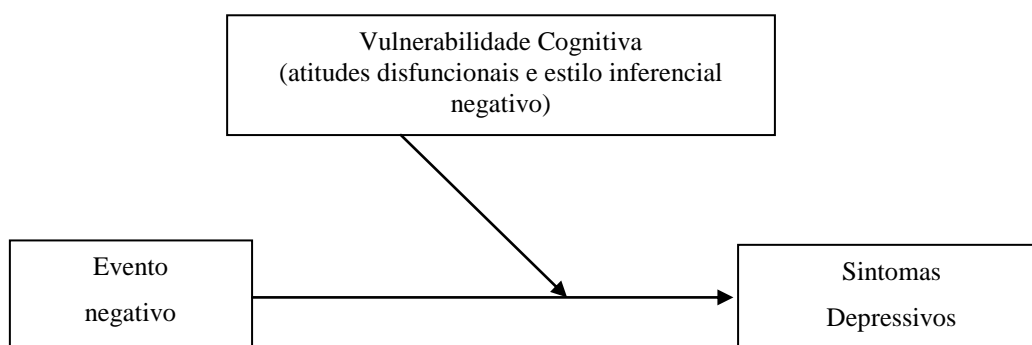 Vulnerabilidade Cognitiva
(atitudes disfuncionais e estilo inferencial
negativo)
Evento
negativo
Sintomas
Depressivos